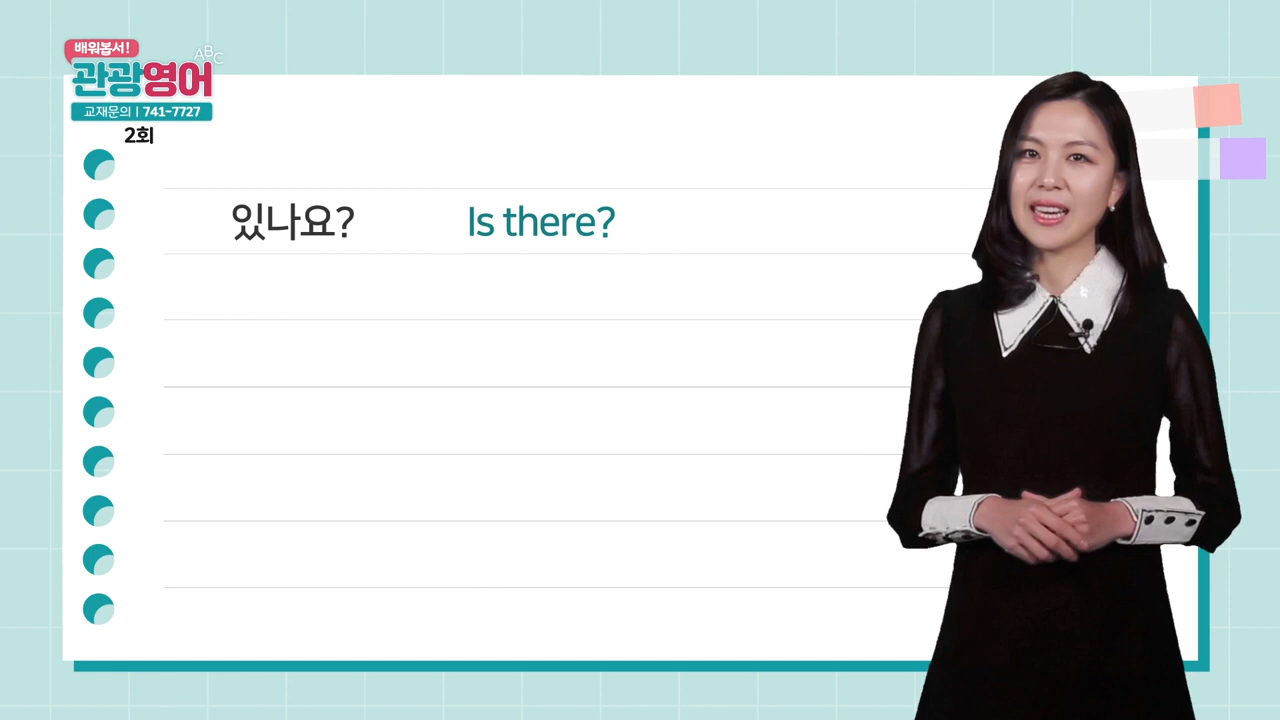 배워봅서!
ABC
관광영어
교재문의 | 741-7727
2회
있나요? Is there?